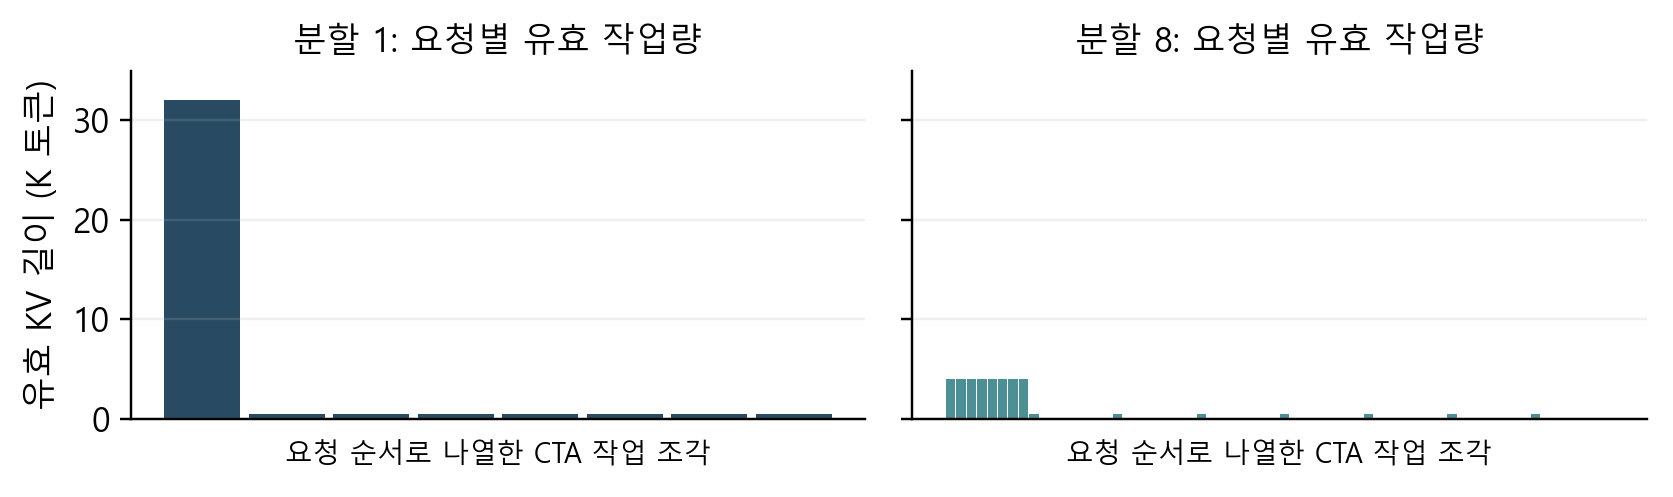 분할 1: 요청별 유효 작업량
유효 KV 길이 (K 토큰)
30
20
10
0
요청 순서로 나열한 CTA 작업 조각
분할 8: 요청별 유효 작업량
요청 순서로 나열한 CTA 작업 조각